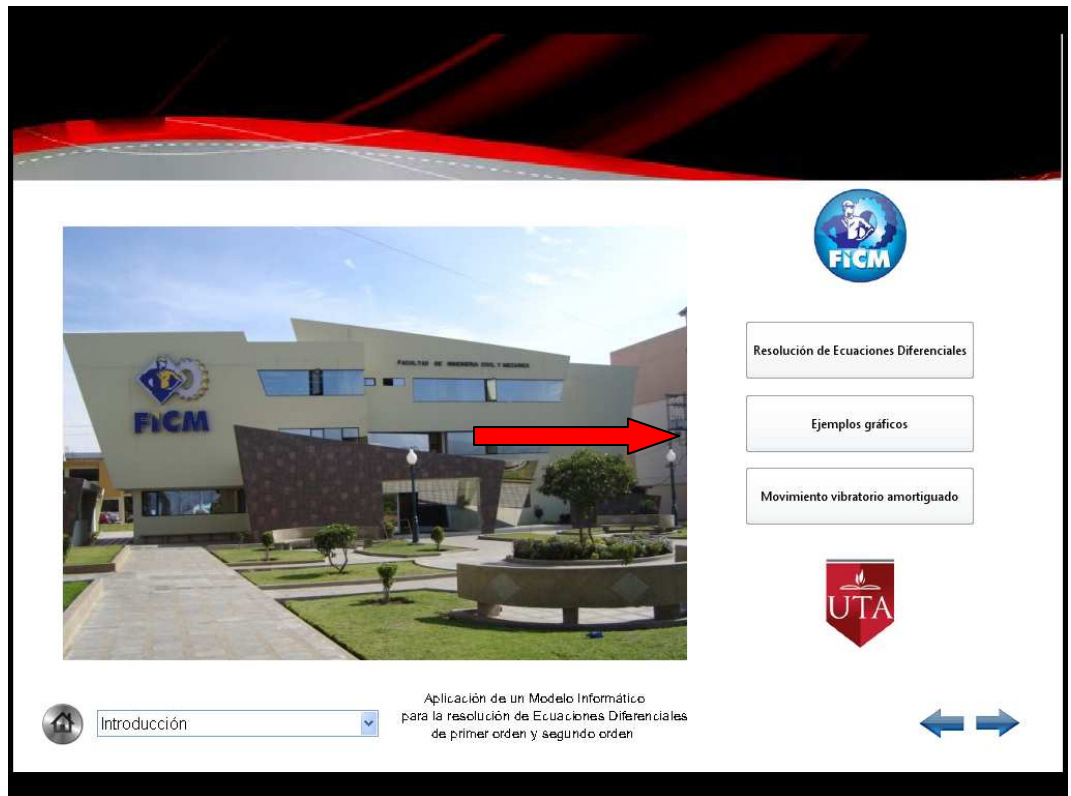 FICM
FACULTAD DE INGENIERIA CIVIL Y MECANICA
FICM
Resolución de Ecuaciones Diferenciales
Ejemplos gráficos
Movimiento vibratorio amortiguado
UTA
Introducción
Aplicación de un Modelo Informático
para la resolución de Ecuaciones Diferenciales
de primer orden y segundo orden